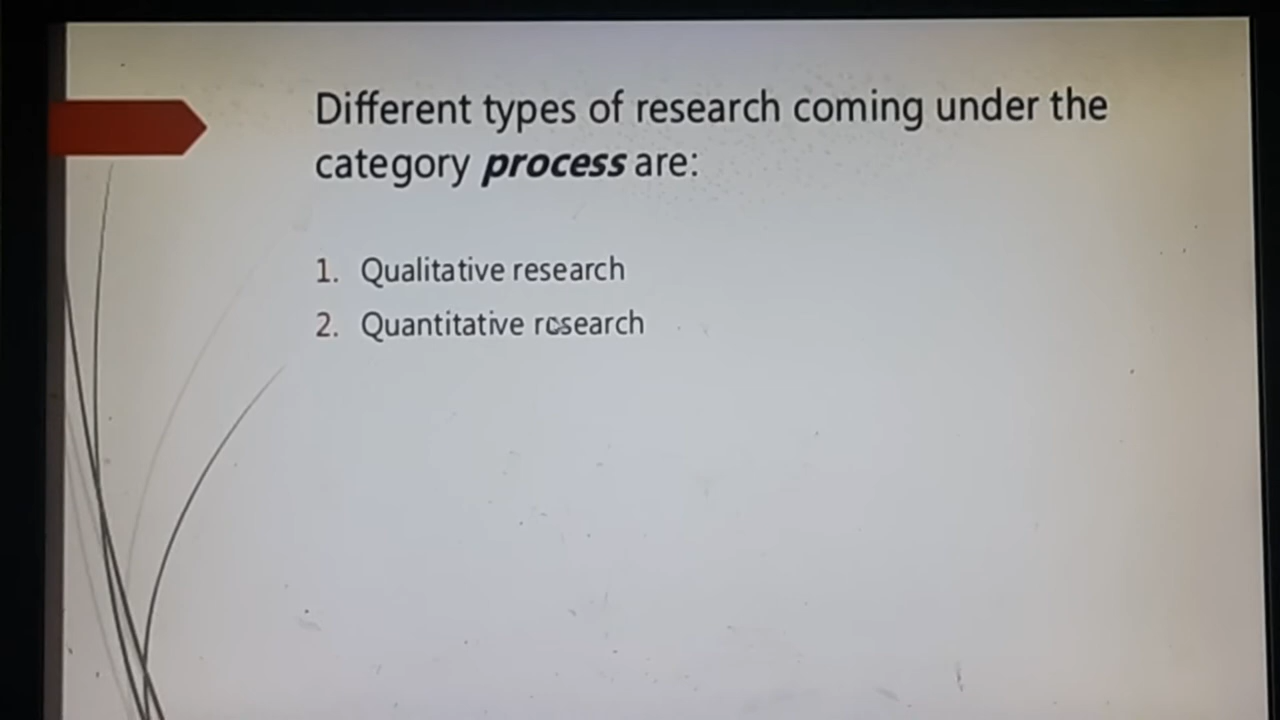 Different types of research coming under the
category process are:
1. Qualitative research
2. Quantitative research